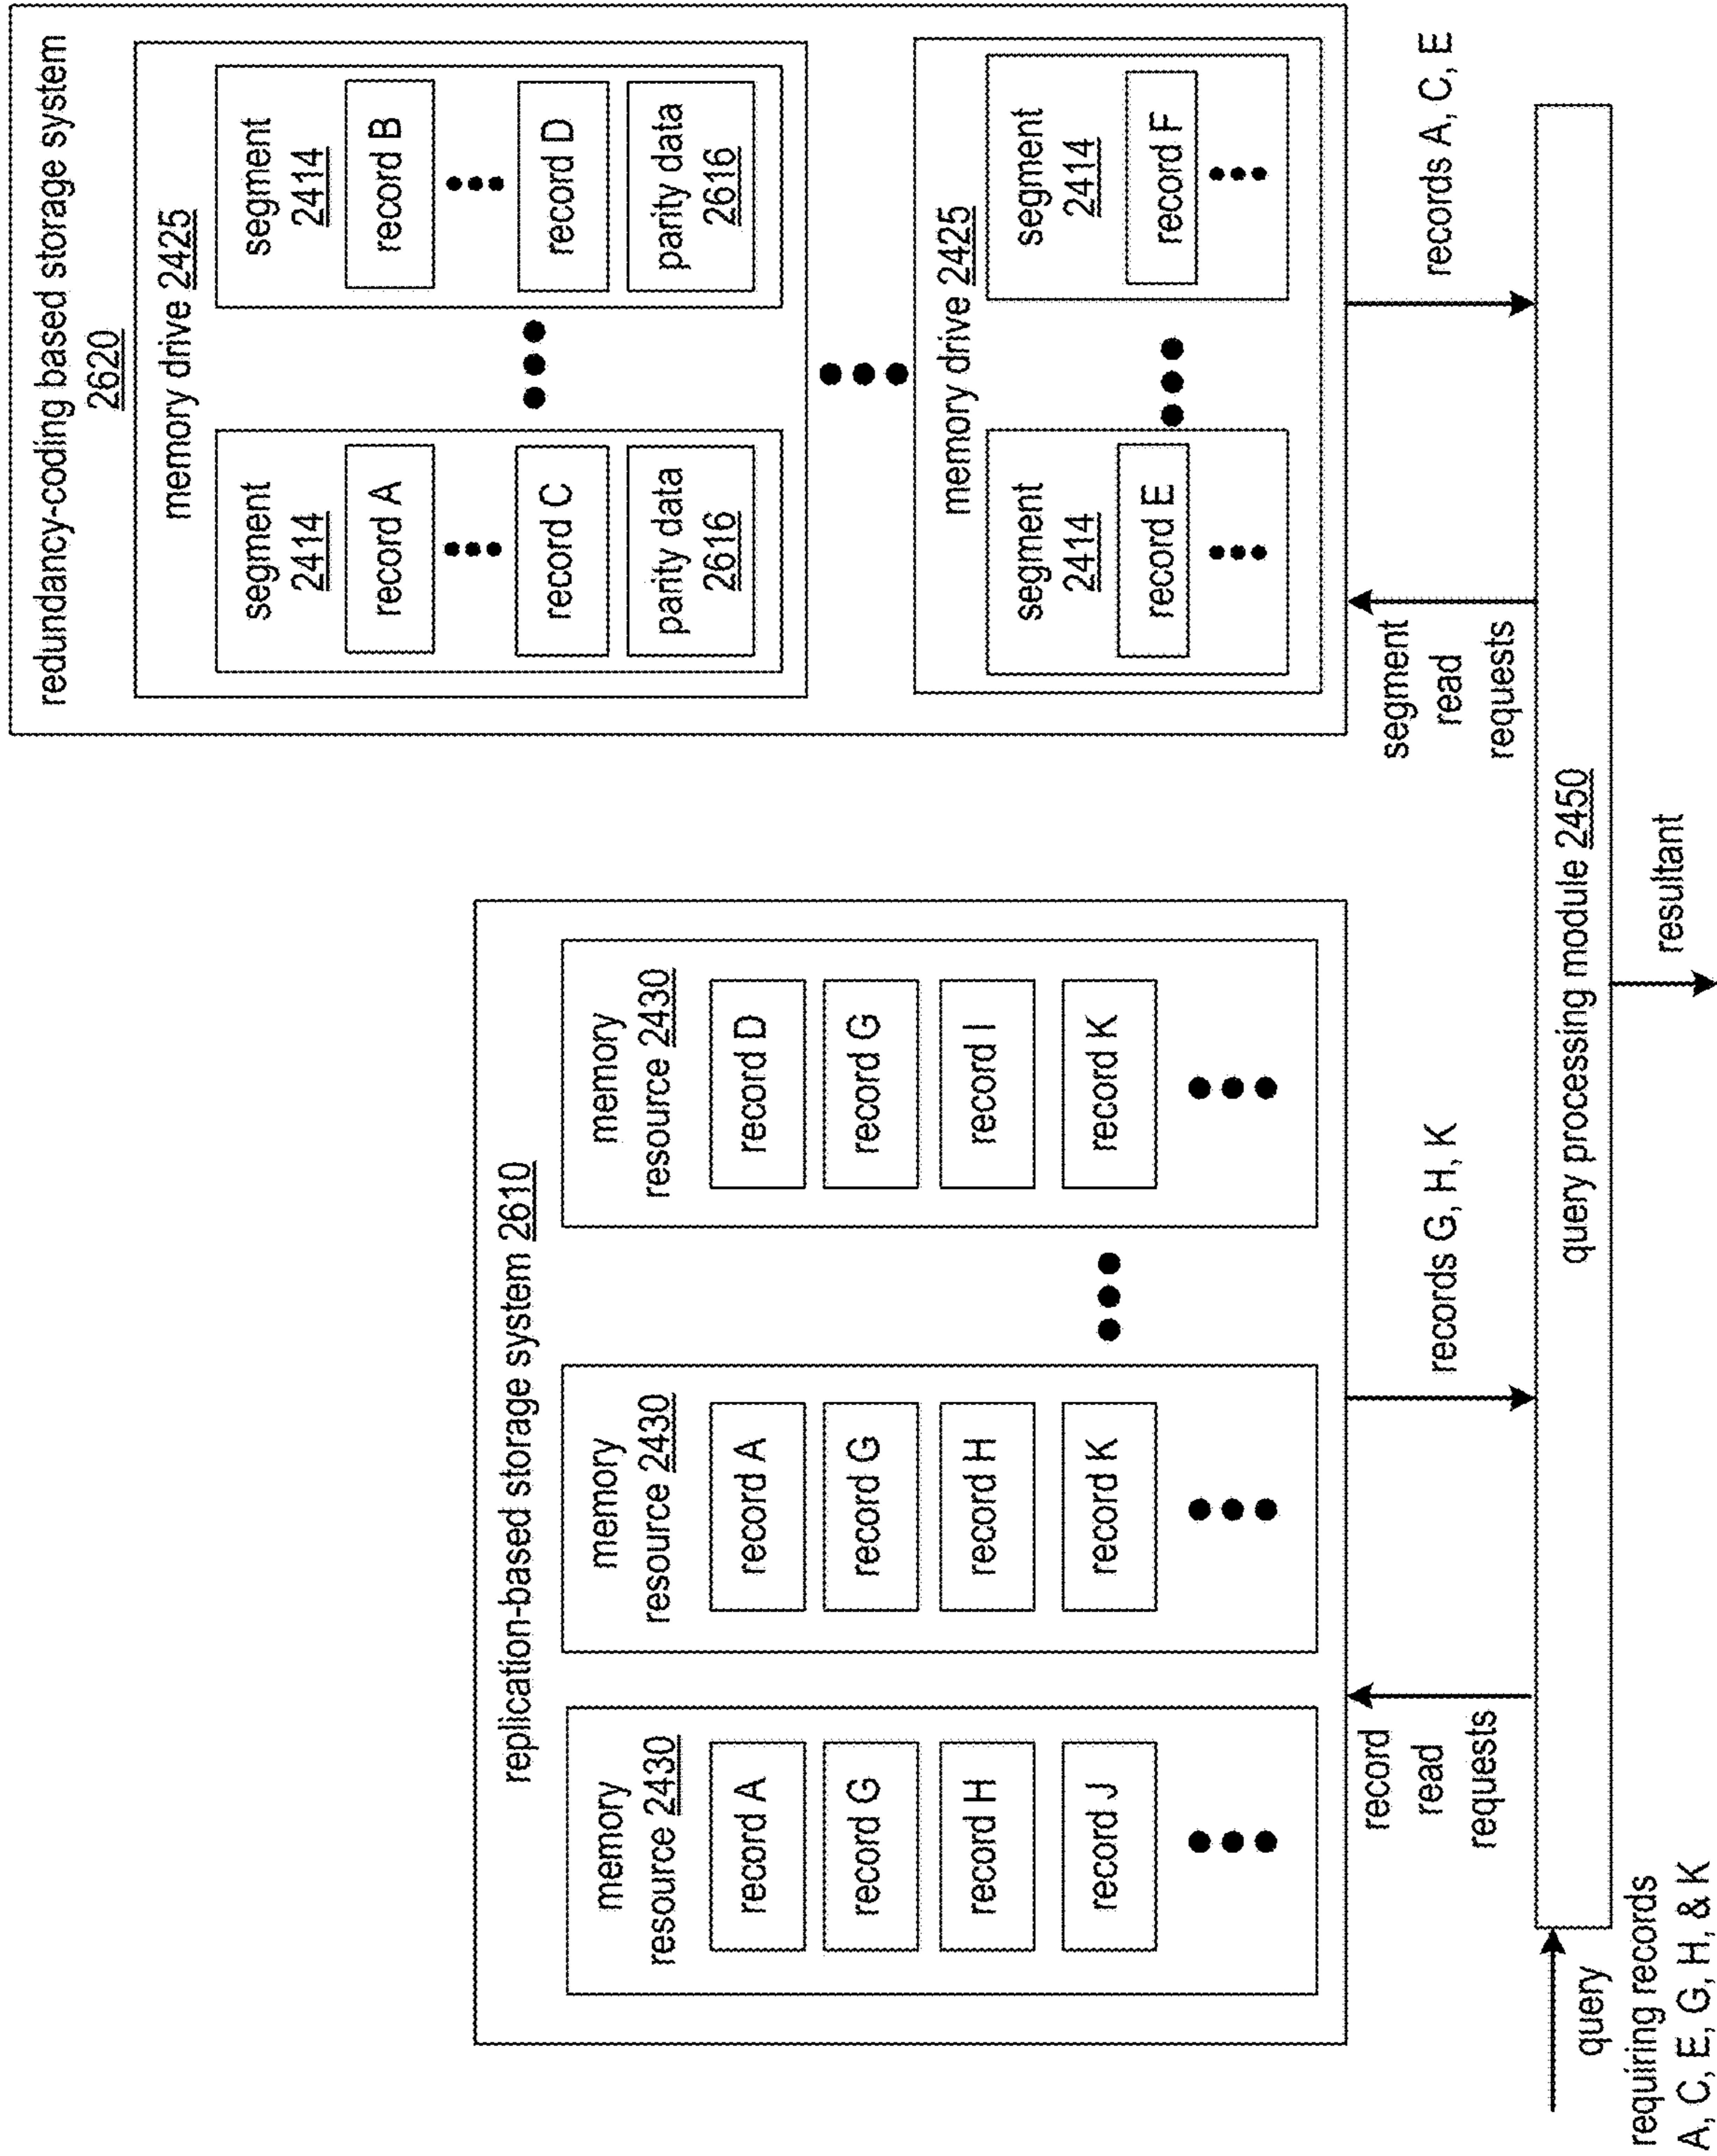 replication-based storage system 2610
memory
resource 2430
record A
record G
record H
record J
memory
resource 2430
record A
record G
record H
record K
memory
resource 2430
record D
record G
record I
record K
redundancy-coding based storage system
2620
memory drive 2425
segment
2414
record A
record C
parity data
2616
segment
2414
record B
record D
parity data
2616
memory drive 2425
segment
2414
record E
segment
2414
record F
record
read
requests
records G, H, K
segment
read
requests
records A, C, E
query
requiring records
A, C, E, G, H, & K
query processing module 2450
resultant